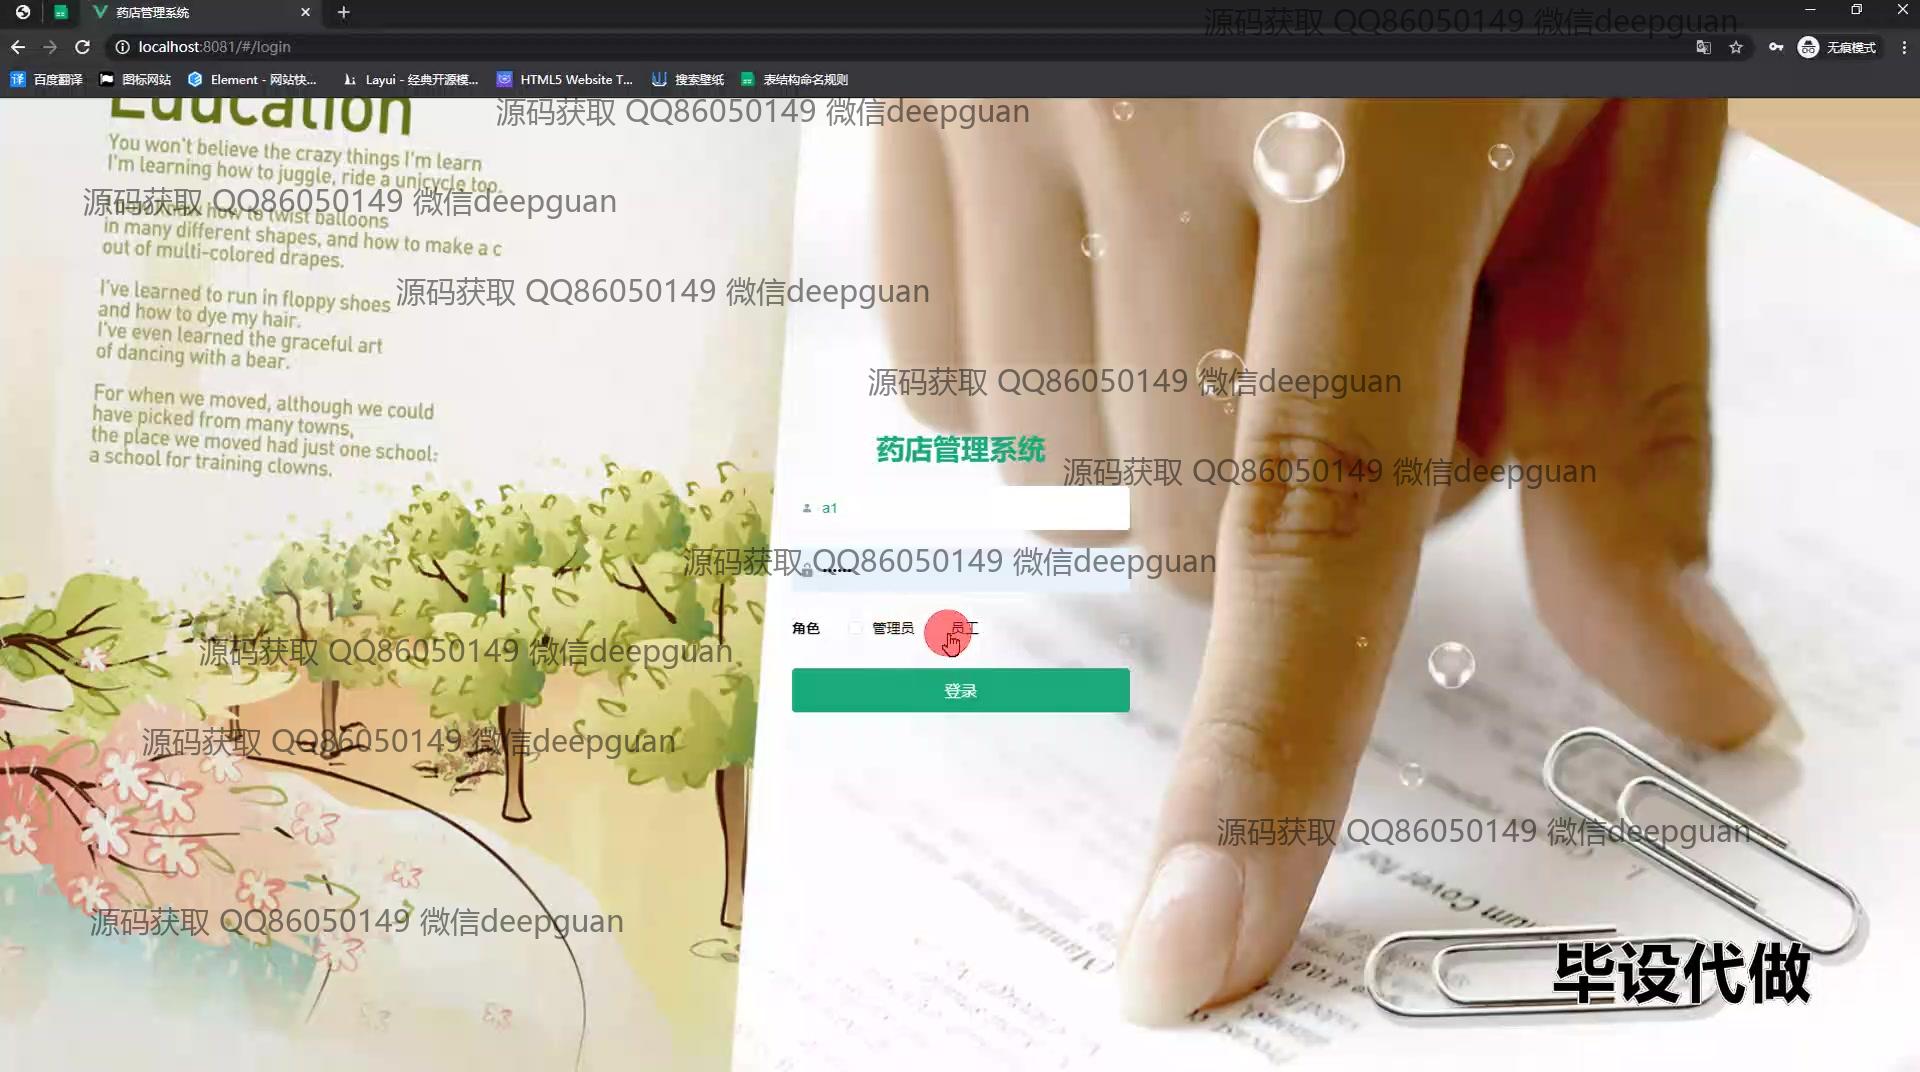 药店管理系统
源码获取 QQ86050149 微信deepguan
localhost:8081/#/login
无痕模式
百度翻译
图标网站
Element - 网站快...
Layui - 经典开源模...
HTML5 Website T...
搜索壁纸
表结构命名规则
Education
源码获取 QQ86050149 微信deepguan
You won't believe the crazy things I'm learn
I'm learning how to juggle, ride a unicycle top.
源码获取 QQ86050149 微信deepguan
how to twist balloons
in many different shapes, and how to make a c
out of multi-colored drapes.
源码获取 QQ86050149 微信deepguan
I've learned to run in floppy shoes
and how to dye my hair.
I've even learned the graceful art
of dancing with a bear.
源码获取 QQ86050149 微信deepguan
For when we moved, although we could
have picked from many towns,
the place we moved had just one school:
a school for training clowns.
药店管理系统
源码获取 QQ86050149 微信deepguan
a1
源码获取 QQ86050149 微信deepguan
角色
管理员
员工
源码获取 QQ86050149 微信deepguan
登录
源码获取 QQ86050149 微信deepguan
源码获取 QQ86050149 微信deepguan
源码获取 QQ86050149 微信deepguan
毕设代做